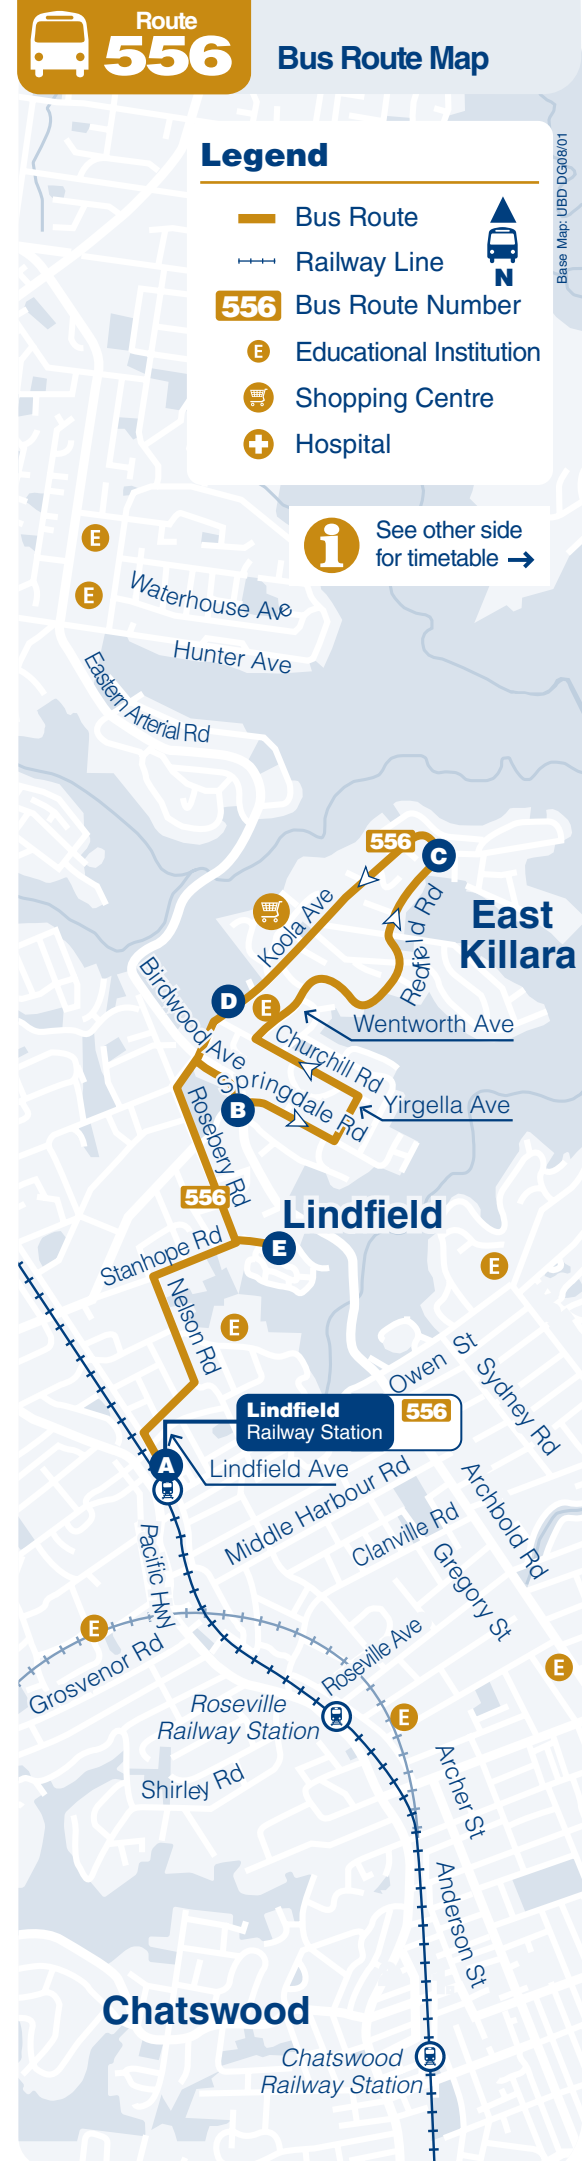 Route
556
Bus Route Map
Legend
Bus Route
Railway Line
N
556 Bus Route Number
E Educational Institution
Shopping Centre
Hospital
Base Map: UBD DG08/01
i
See other side
for timetable →
E
E
Waterhouse Ave
Hunter Ave
Eastern Arterial Rd
556
C
East
Killara
Koola Ave
Redfield Rd
D
E
Birdwood Ave
Wentworth Ave
Churchill Rd
Springdale Rd
B
Yirgella Ave
Rosebery Rd
556
Lindfield
E
Stanhope Rd
E
Nelson Rd
E
Owen St
Sydney Rd
Lindfield
Railway Station
556
A
Lindfield Ave
Middle Harbour Rd
Archbold Rd
Clanville Rd
Gregory St
Pacific Hwy
E
Grosvenor Rd
Roseville Ave
E
Roseville
Railway Station
E
Shirley Rd
Archer St
Anderson St
Chatswood
Chatswood
Railway Station